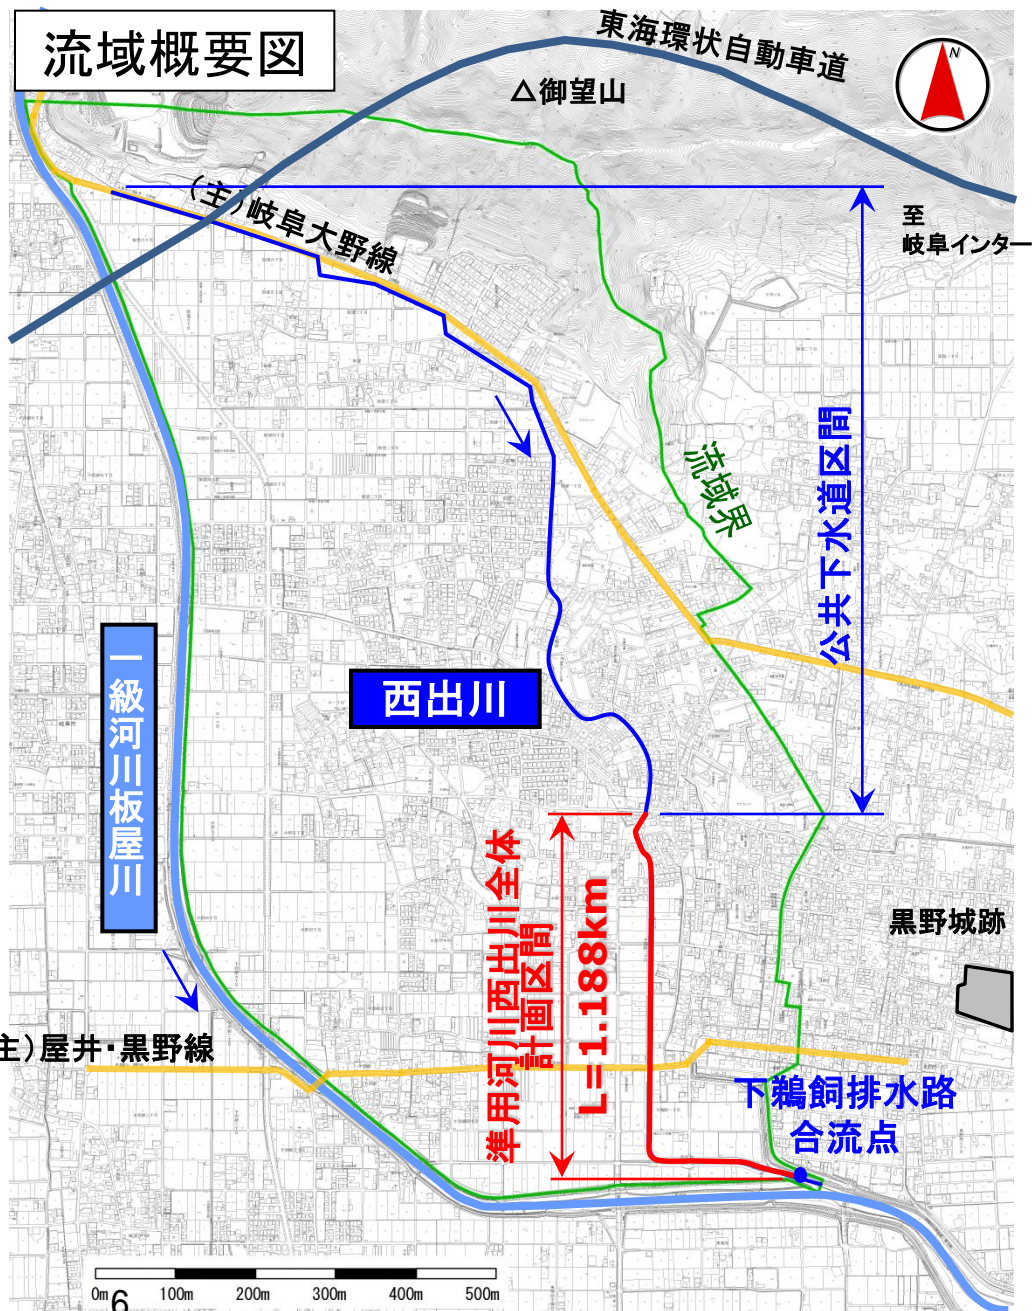 流域概要図
東海環状自動車道
N
△御望山
(主)岐阜大野線
至
岐阜インター
流域界
公共下水道区間
一級河川板屋川
西出川
準用河川西出川全体
計画区間
L=1.188km
黒野城跡
主)屋井・黒野線
下鵜飼排水路
合流点
0m
100m
200m
300m
400m
500m
6